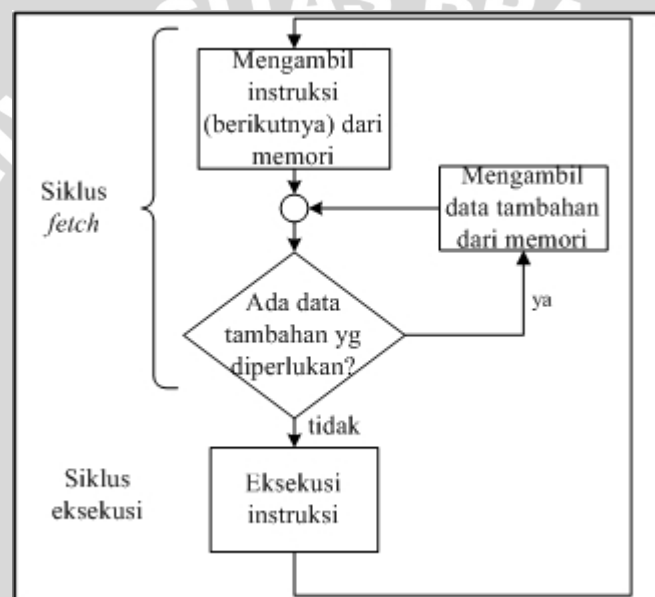 Mengambil
instruksi
(berikutnya) dari
memori
Siklus
fetch
Mengambil
data tambahan
dari memori
Ada data
tambahan yg
diperlukan?
ya
tidak
Siklus
eksekusi
Eksekusi
instruksi